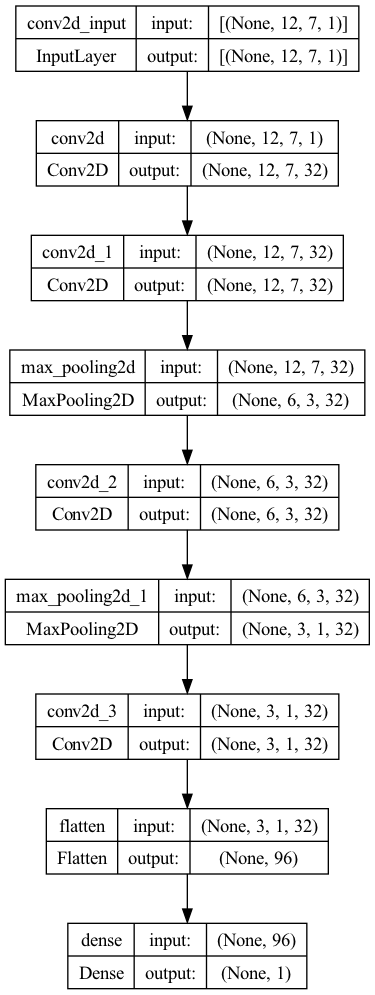 conv2d_input input: [(None, 12, 7, 1)]
InputLayer output: [(None, 12, 7, 1)]
conv2d input: (None, 12, 7, 1)
Conv2D output: (None, 12, 7, 32)
conv2d_1 input: (None, 12, 7, 32)
Conv2D output: (None, 12, 7, 32)
max_pooling2d input: (None, 12, 7, 32)
MaxPooling2D output: (None, 6, 3, 32)
conv2d_2 input: (None, 6, 3, 32)
Conv2D output: (None, 6, 3, 32)
max_pooling2d_1 input: (None, 6, 3, 32)
MaxPooling2D output: (None, 3, 1, 32)
conv2d_3 input: (None, 3, 1, 32)
Conv2D output: (None, 3, 1, 32)
flatten input: (None, 3, 1, 32)
Flatten output: (None, 96)
dense input: (None, 96)
Dense output: (None, 1)